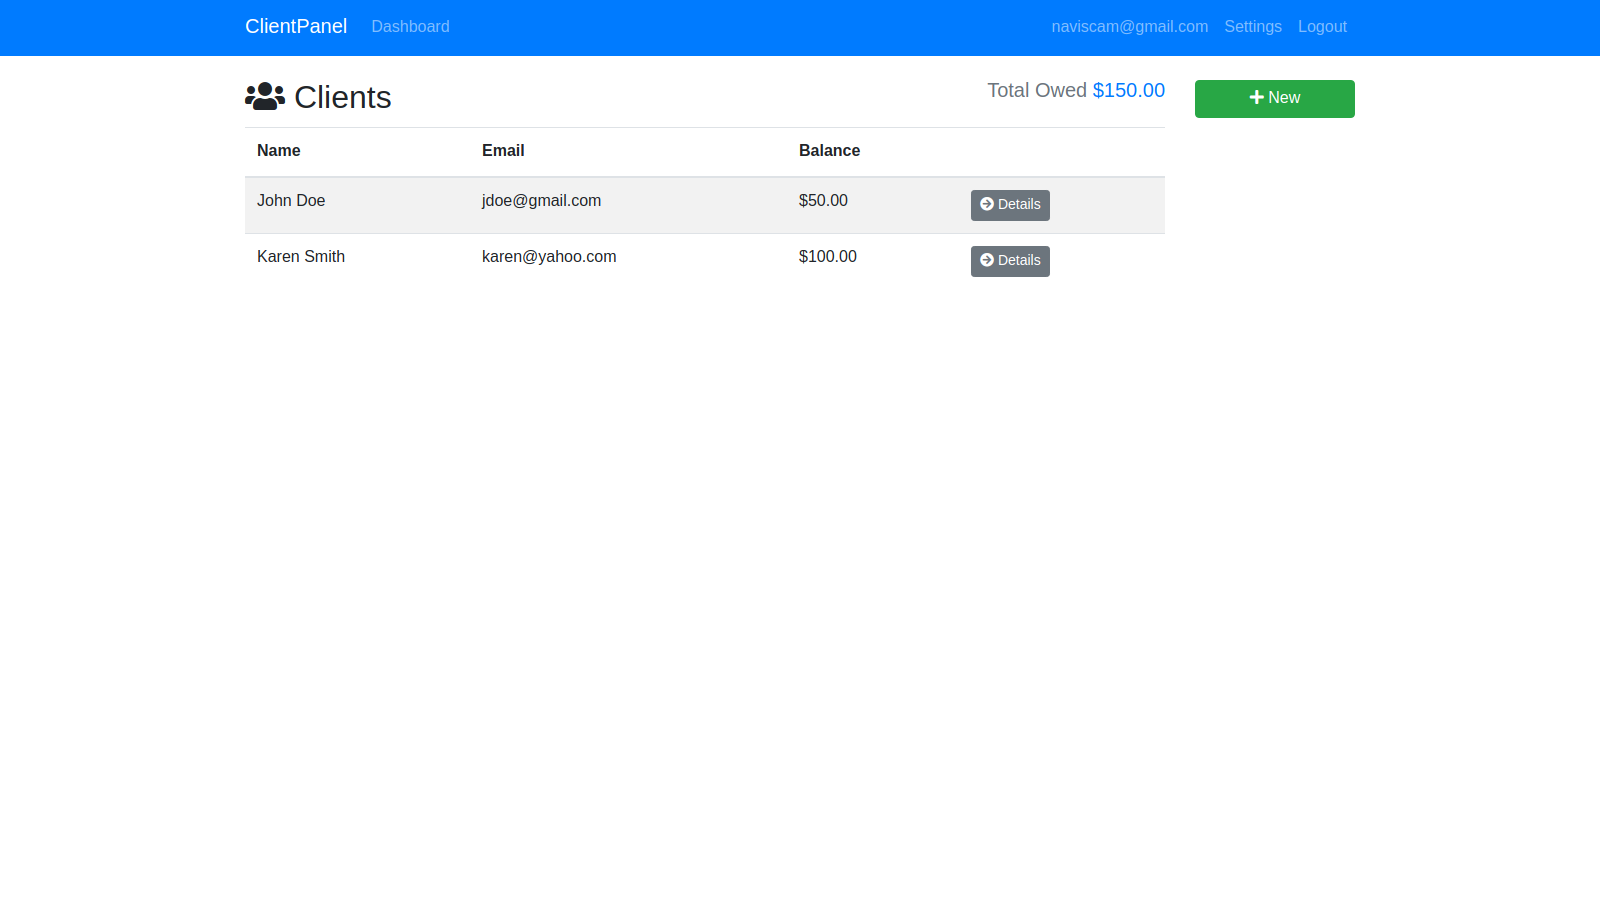 ClientPanel Dashboard naviscam@gmail.com Settings Logout
Clients Total Owed $150.00 New
Name Email Balance
John Doe jdoe@gmail.com $50.00 Details
Karen Smith karen@yahoo.com $100.00 Details